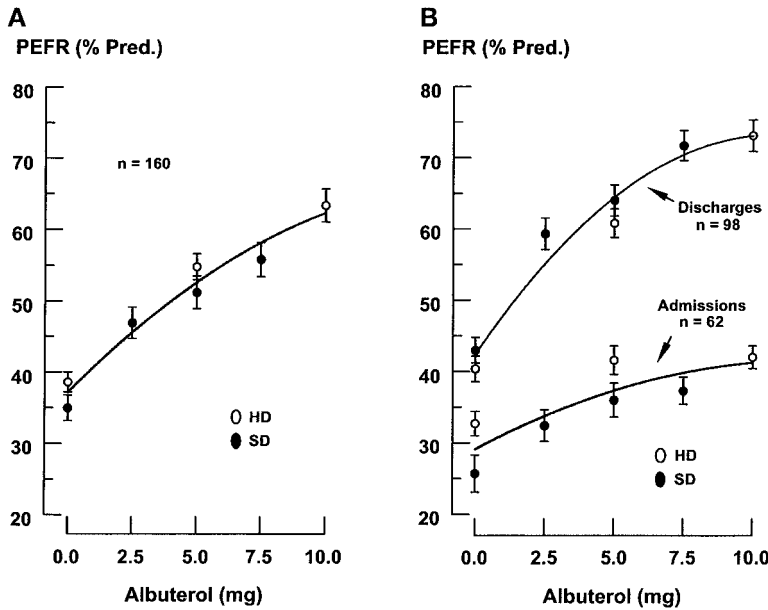 A
PEFR (% Pred.)
80
70
60
50
40
30
20
n = 160
HD
SD
0.0 2.5 5.0 7.5 10.0
Albuterol (mg)
B
PEFR (% Pred.)
80
70
60
50
40
30
20
Discharges
n = 98
Admissions
n = 62
HD
SD
0.0 2.5 5.0 7.5 10.0
Albuterol (mg)